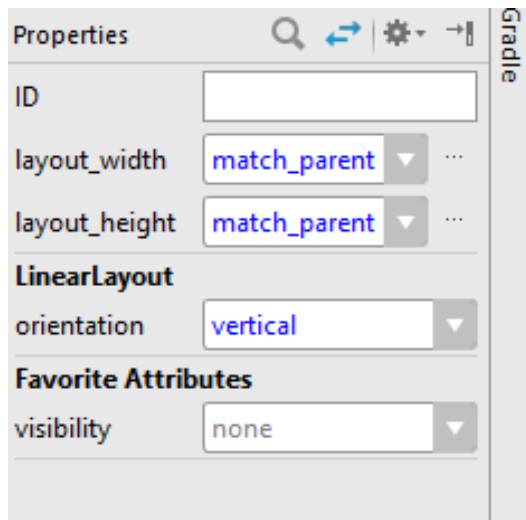 Properties
Gradle
ID
layout_width match_parent ...
layout_height match_parent ...
LinearLayout
orientation vertical
Favorite Attributes
visibility none